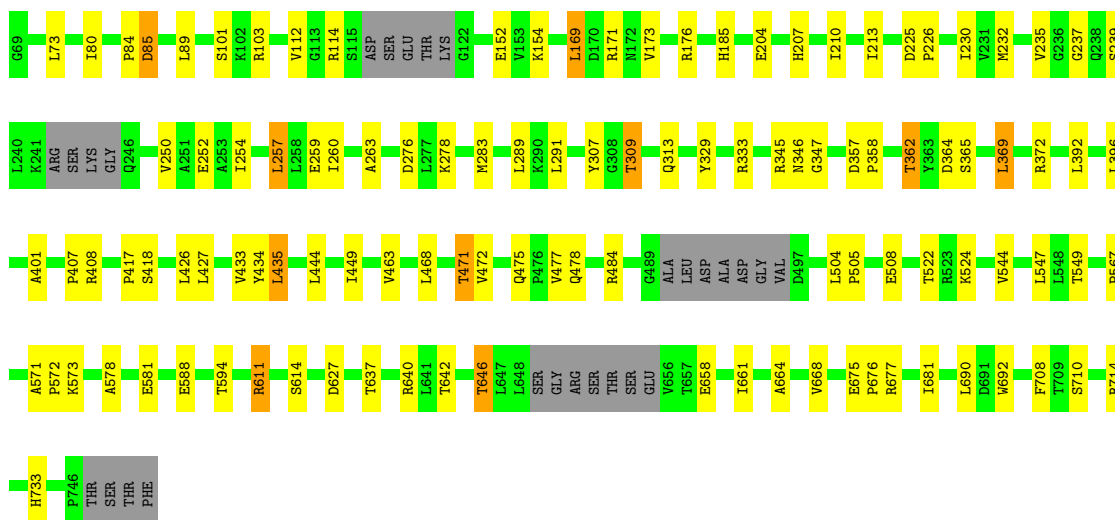 G69 L73 I80 P84 D85 L89 S101 K102 R103 V112 G113 R114 S115 ASP SER GLU THR LYS G122 E152 V153 K154 L169 D170 R171 N172 V173 R176 H185 E204 H207 I210 I213 D225 P226 I230 V231 M232 V235 G236 G237 Q238 S239
L240 K241 ARG SER LYS GLY Q246 V250 A251 E252 A253 I254 L257 L258 E259 I260 A263 D276 L277 K278 M283 L289 K290 L291 Y307 G308 T309 Q313 Y329 R333 R345 N346 G347 D357 P358 T362 Y363 D364 S365 L369 R372 L392
A401 P407 R408 P417 S418 L426 L427 V433 Y434 L435 L444 I449 V463 L468 T471 V472 Q475 P476 V477 Q478 R484 G489 ALA LEU ASP ALA ASP GLY VAL D497 L504 P505 E508 T522 R523 K524 V544 L547 L548 T549
A571 P572 K573 A578 E581 E588 T594 R611 S614 D627 T637 R640 L641 T642 T646 L647 L648 SER GLY ARG SER THR SER GLU V656 T657 E658 I661 A664 V668 E675 P676 R677 I681 L690 D691 W692 F708 T709 S710
H733 P746 THR SER THR PHE